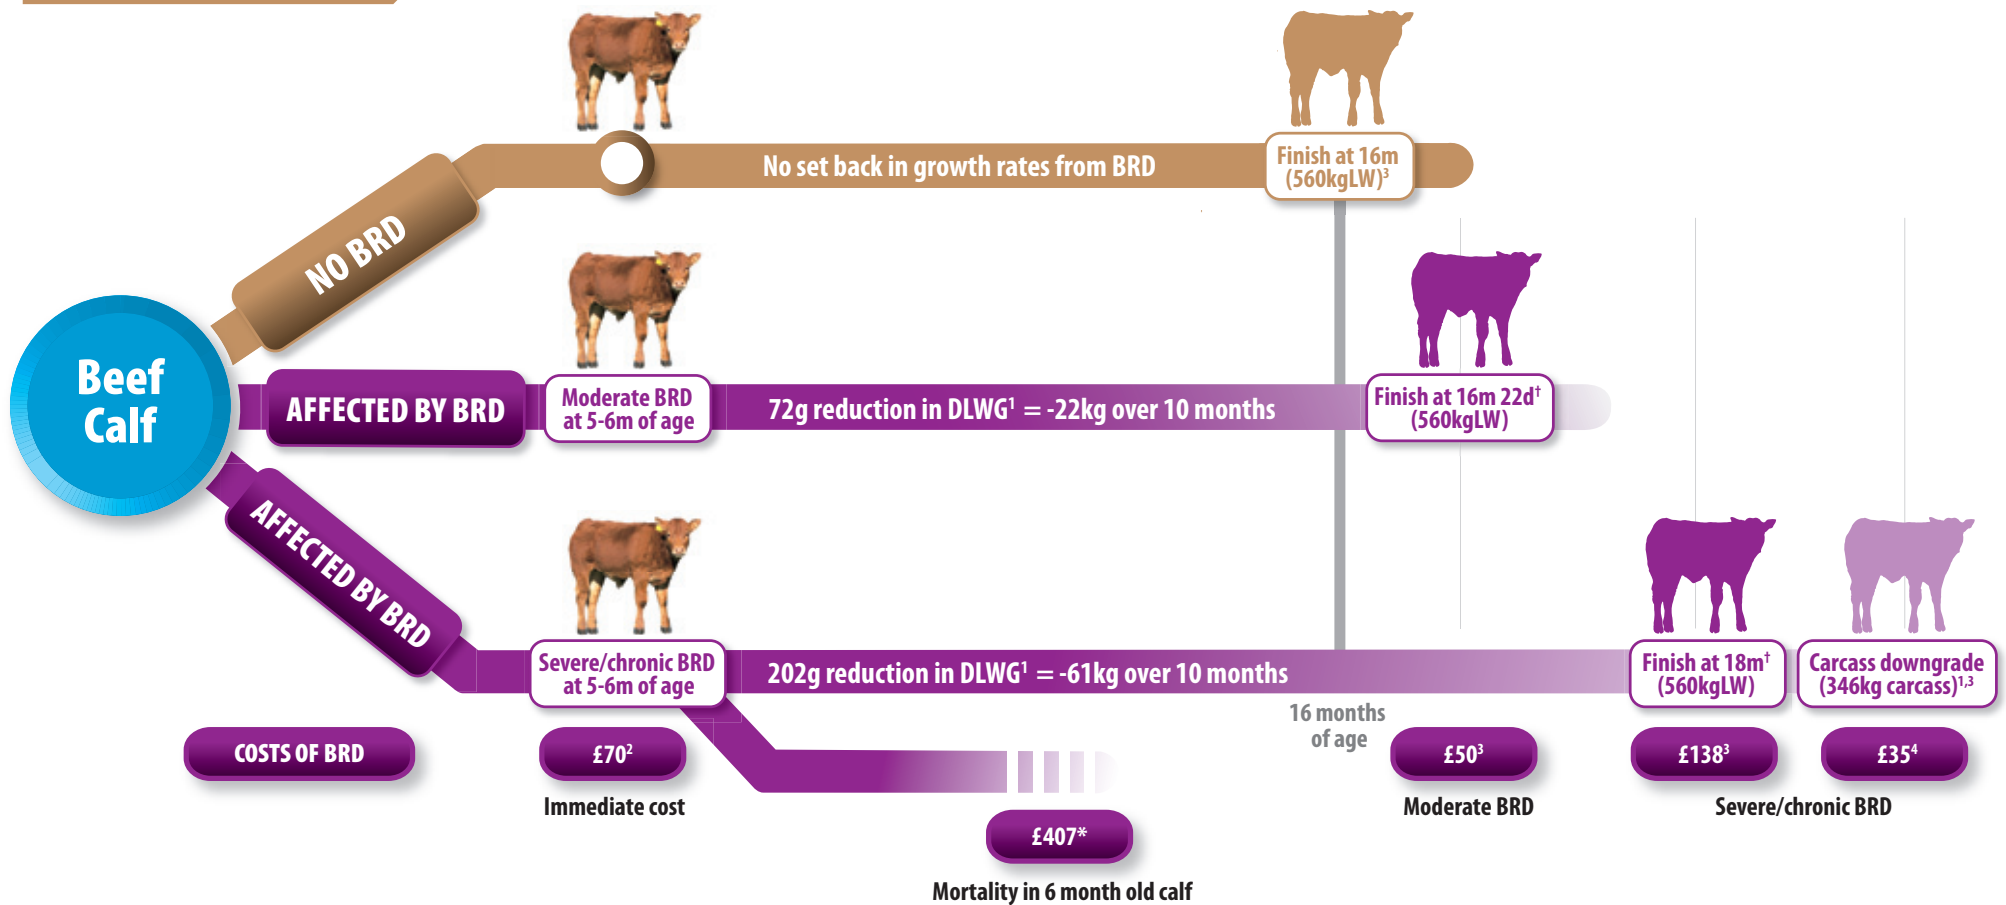 No set back in growth rates from BRD
Finish at 16m
(560kgLW)³
NO BRD
Beef
Calf
AFFECTED BY BRD
Moderate BRD
at 5-6m of age
72g reduction in DLWG¹ = -22kg over 10 months
Finish at 16m 22d†
(560kgLW)
AFFECTED BY BRD
Severe/chronic BRD
at 5-6m of age
202g reduction in DLWG¹ = -61kg over 10 months
Finish at 18m†
(560kgLW)
Carcass downgrade
(346kg carcass)¹,³
16 months
of age
COSTS OF BRD
£70²
£50³
£138³
£35⁴
Immediate cost
Moderate BRD
Severe/chronic BRD
£407*
Mortality in 6 month old calf